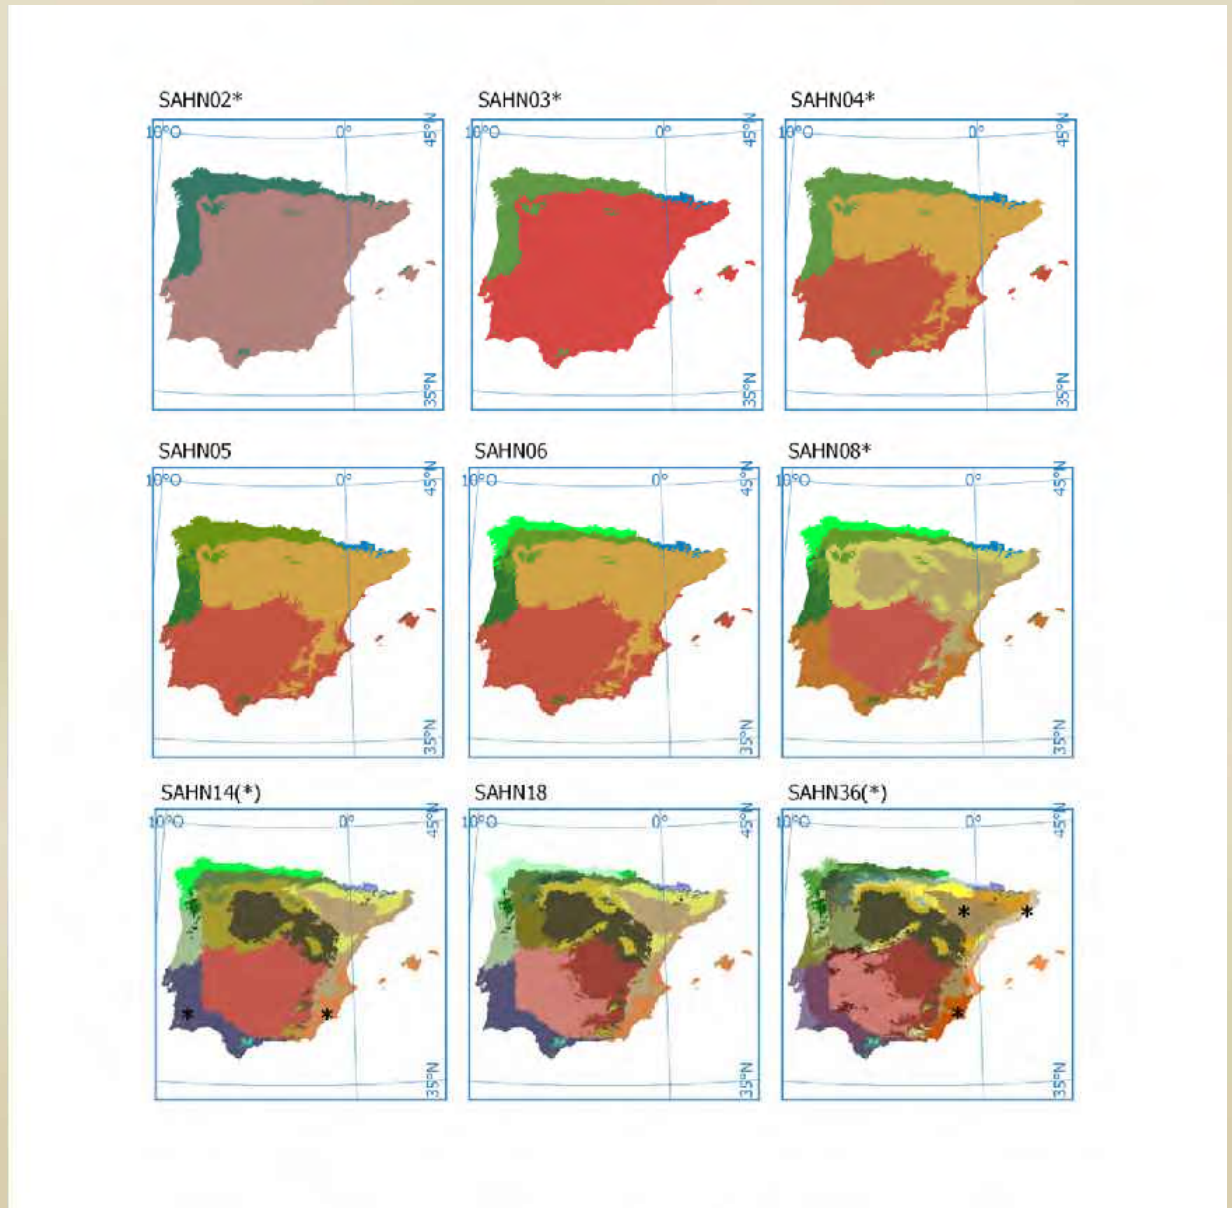 SAHN02* SAHN03* SAHN04*
10°O 0° 45°N 10°O 0° 45°N 10°O 0° 45°N
35°N 35°N 35°N
SAHN05 SAHN06 SAHN08*
10°O 0° 45°N 10°O 0° 45°N 10°O 0° 45°N
35°N 35°N 35°N
SAHN14(*) SAHN18 SAHN36(*)
10°O 0° 45°N 10°O 0° 45°N 10°O 0° 45°N
* *
* * *
35°N 35°N 35°N